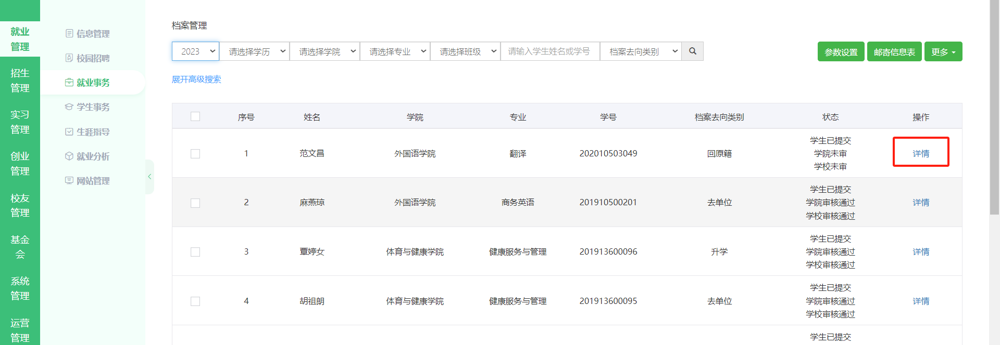 就业
管理
招生
管理
实习
管理
创业
管理
校友
管理
基金
会
系统
管理
运营
管理
信息管理
校园招聘
就业事务
学生事务
生涯指导
就业分析
网站管理
档案管理
2023 请选择学历 请选择学院 请选择专业 请选择班级 请输入学生姓名或学号 档案去向类别 参数设置 邮寄信息表 更多
展开高级搜索
序号 姓名 学院 专业 学号 档案去向类别 状态 操作
1 范文昌 外国语学院 翻译 202010503049 回原籍 学生已提交
学院未审
学校未审 详情
2 麻燕琼 外国语学院 商务英语 201910500201 去单位 学生已提交
学院审核通过
学校审核通过 详情
3 覃婷女 体育与健康学院 健康服务与管理 201913600096 升学 学生已提交
学院审核通过
学校审核通过 详情
4 胡祖朗 体育与健康学院 健康服务与管理 201913600095 去单位 学生已提交
学院审核通过
学校审核通过 详情
学生已提交